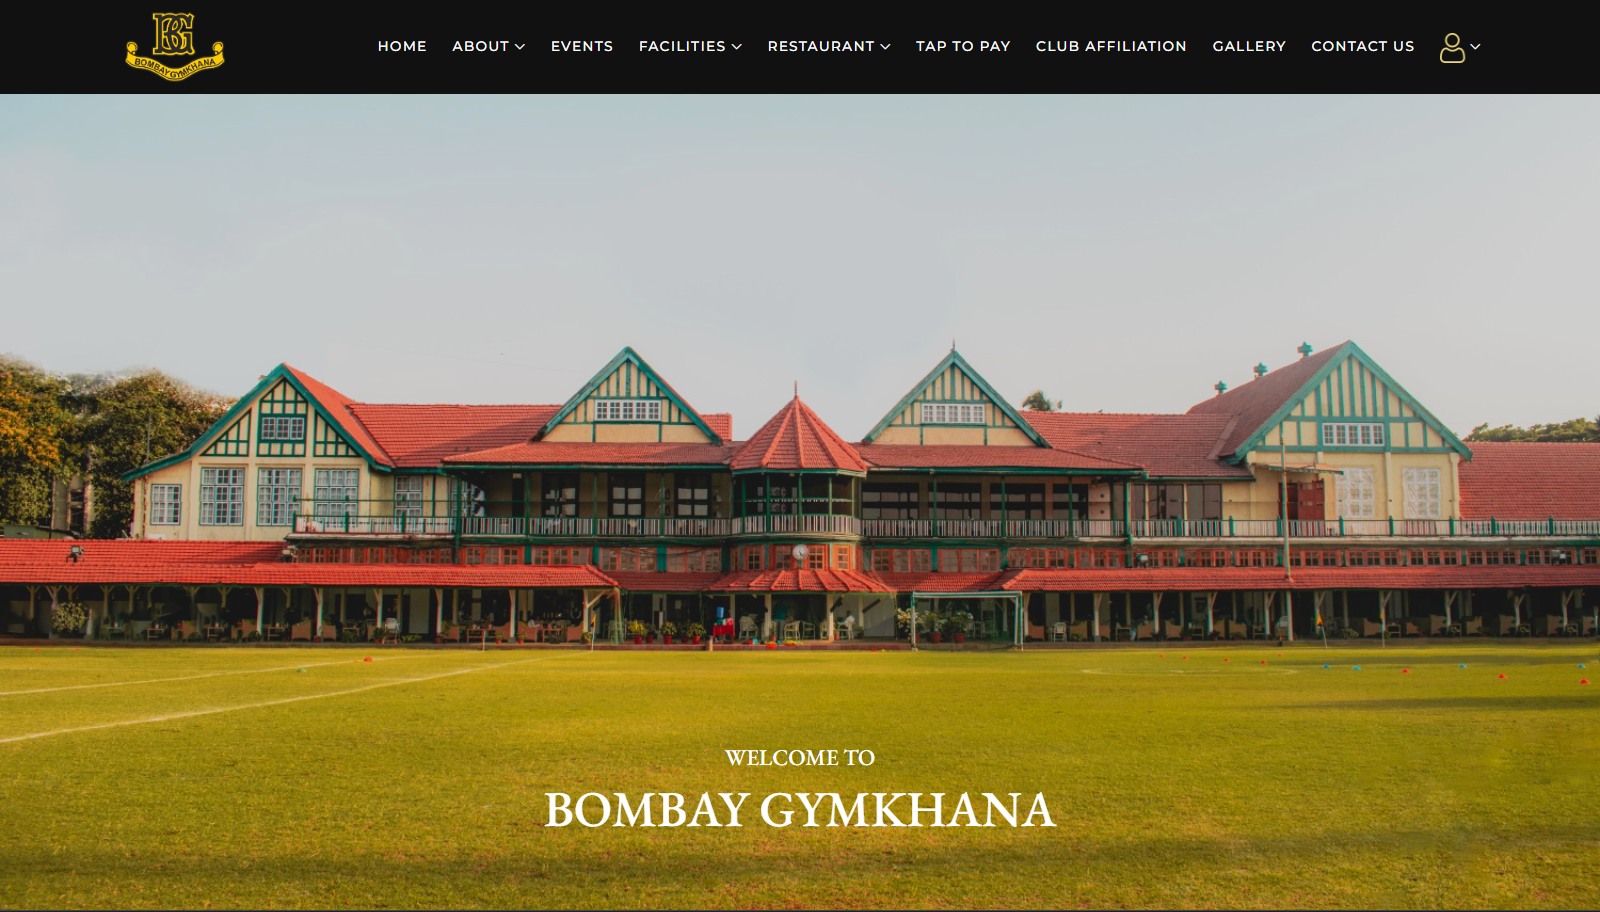 BG
BOMBAY GYMKHANA
HOME ABOUT EVENTS FACILITIES RESTAURANT TAP TO PAY CLUB AFFILIATION GALLERY CONTACT US
WELCOME TO
BOMBAY GYMKHANA